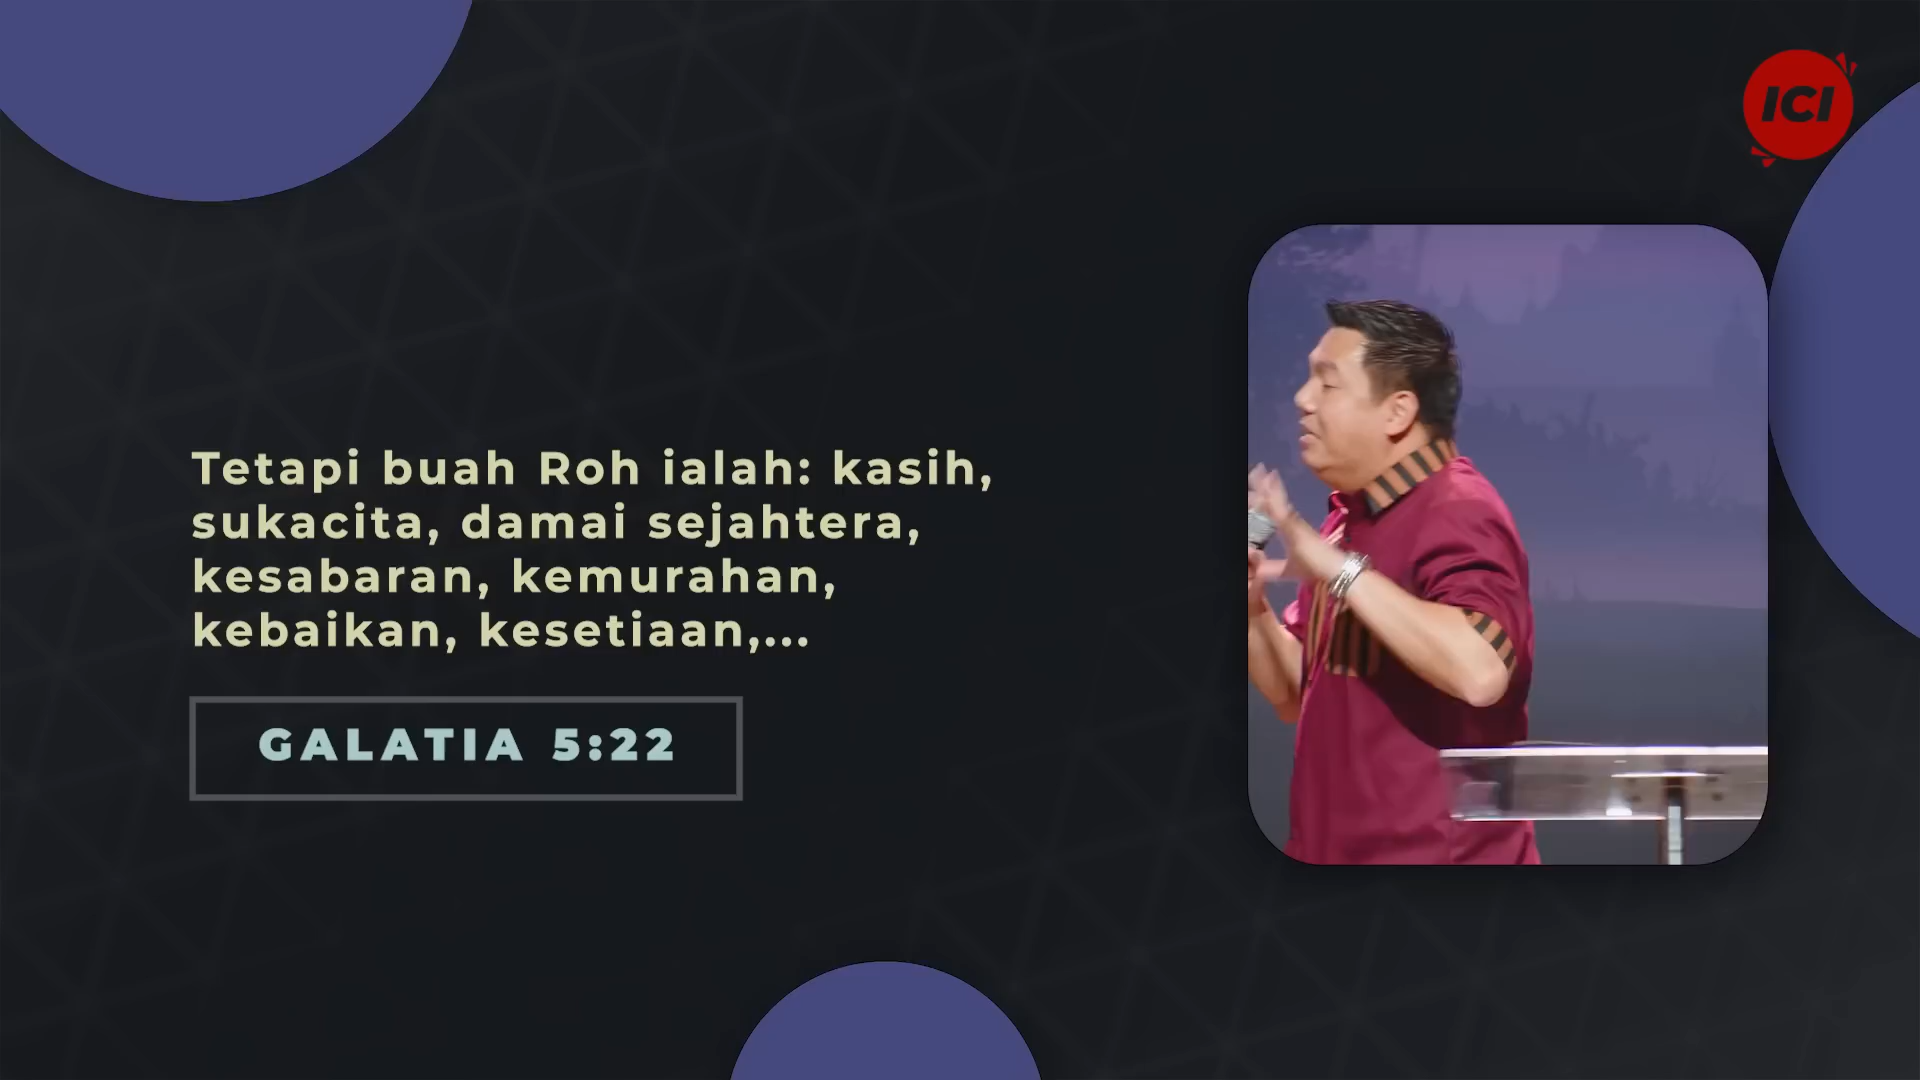 ICI
Tetapi buah Roh ialah: kasih,
sukacita, damai sejahtera,
kesabaran, kemurahan,
kebaikan, kesetiaan,...
GALATIA 5:22